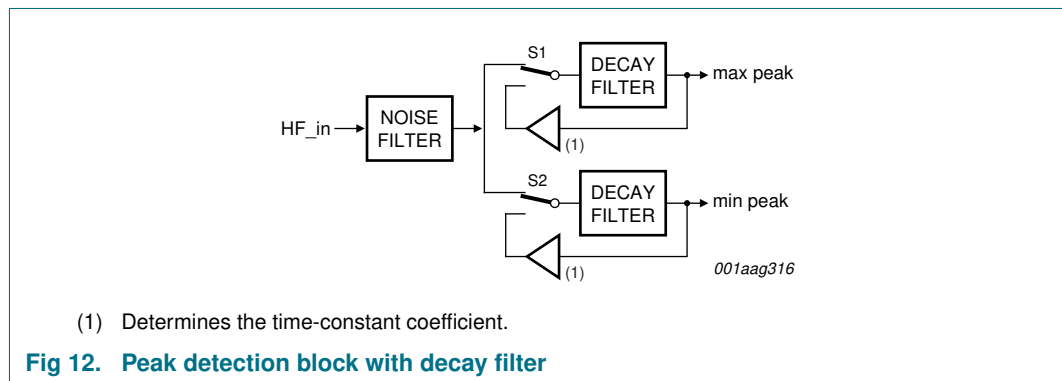 S1
DECAY
FILTER
max peak
(1)
HF_in
NOISE
FILTER
S2
DECAY
FILTER
min peak
(1)
001aag316
(1) Determines the time-constant coefficient.
Fig 12. Peak detection block with decay filter